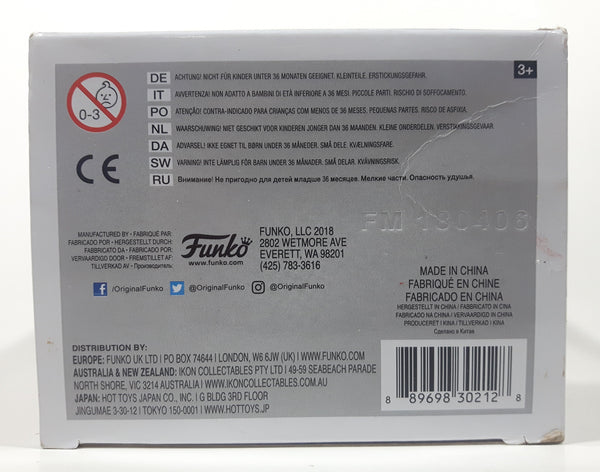 3+
0-3
DE ACHTUNG! NICHT FÜR KINDER UNTER 36 MONATEN GEEIGNET. KLEINTEILE. ERSTICKUNGSGEFAHR.
IT AVVERTENZA! NON ADATTO A BAMBINI DI ETÀ INFERIORE A 36 MESI. PICCOLE PARTI. RISCHIO DI SOFFOCAMENTO.
PO ATENÇÃO! CONTRA-INDICADO PARA CRIANÇAS COM MENOS DE 36 MESES. PEQUENAS PARTES. RISCO DE ASFIXIA.
NL WAARSCHUWING! NIET GESCHIKT VOOR KINDEREN JONGER DAN 36 MAANDEN. KLEINE ONDERDELEN. VERSTIKKINGSGEVAAR.
DA ADVARSEL! IKKE EGNET TIL BØRN UNDER 36 MÅNEDER. SMÅ DELE. KVÆLNINGSFARE.
SW VARNING! INTE LÄMPLIG FÖR BARN UNDER 36 MÅNADER. SMÅ DELAR. KVÄVNINGSRISK.
RU Внимание! Не пригодно для детей младше 36 месяцев. Мелкие части. Опасность удушья.
CE
FM 180406
MANUFACTURED BY • FABRIQUÉ PAR:
FABRICADO POR • HERGESTELLT DURCH:
FABBRICATO DA • FABRICADO POR:
VERVAARDIGD DOOR • FREMSTILLET AF:
TILLVERKAD AV • Производитель:
Funko
www.funko.com
FUNKO, LLC 2018
2802 WETMORE AVE
EVERETT, WA 98201
(425) 783-3616
f /OriginalFunko @OriginalFunko @OriginalFunko
MADE IN CHINA
FABRIQUÉ EN CHINE
FABRICADO EN CHINA
HERGESTELLT IN CHINA / FABBRICATO IN CINA
FABRICADO NA CHINA / VERVAARDIGD IN CHINA
PRODUCERET I KINA / TILLVERKAD I KINA
Сделано в Китае
DISTRIBUTION BY:
EUROPE: FUNKO UK LTD | PO BOX 74644 | LONDON, W6 6JW (UK) | WWW.FUNKO.COM
AUSTRALIA & NEW ZEALAND: IKON COLLECTABLES PTY LTD | 49-59 SEABEACH PARADE
NORTH SHORE, VIC 3214 AUSTRALIA | WWW.IKONCOLLECTABLES.COM.AU
JAPAN: HOT TOYS JAPAN CO., INC. | G BLDG 3RD FLOOR
JINGUMAE 3-30-12 | TOKYO 150-0001 | WWW.HOTTOYS.JP
8 89698 30212 8